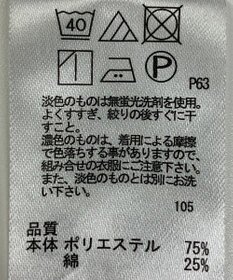 40
P
P63
淡色のものは無蛍光洗剤を使用。
よくすすぎ、絞りの後すぐに干
すこと。
濃色のものは、着用による摩擦
で色落ちする事がありますので、
組み合せの衣服にご注意下さい。
また、淡色のものとは別にお洗
い下さい。
105
品質
本体 ポリエステル 75%
綿 25%